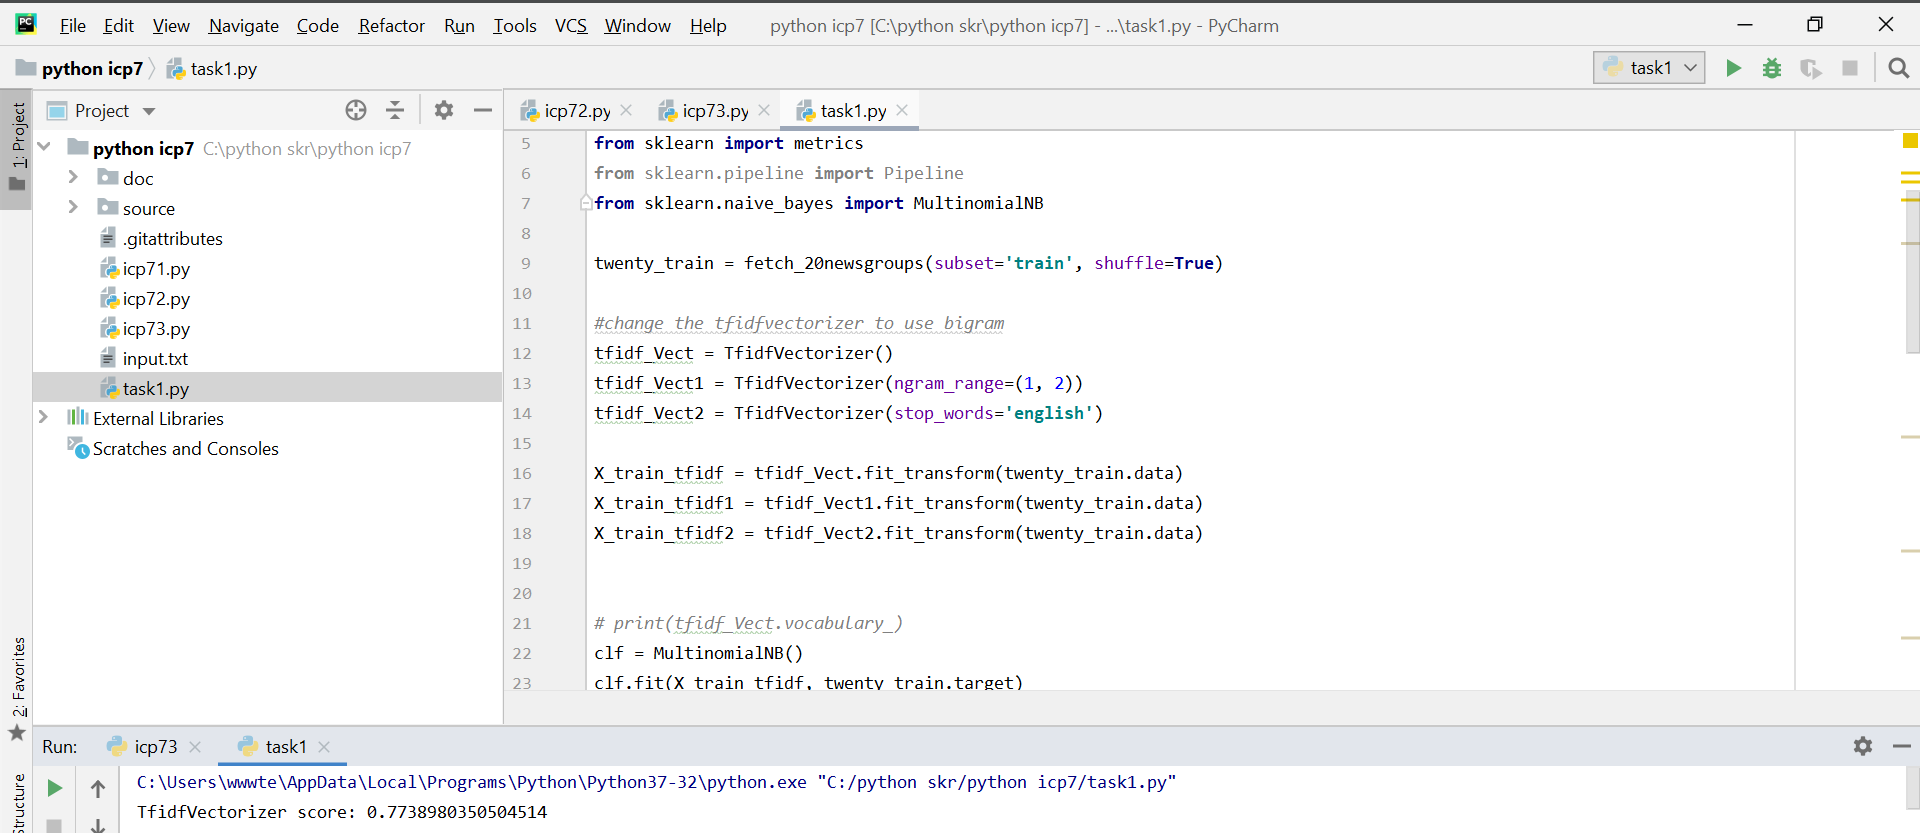 PC File Edit View Navigate Code Refactor Run Tools VCS Window Help python icp7 [C:\python skr\python icp7] - ...\task1.py - PyCharm
python icp7 task1.py task1
1: Project
Project
python icp7 C:\python skr\python icp7
doc
source
.gitattributes
icp71.py
icp72.py
icp73.py
input.txt
task1.py
External Libraries
Scratches and Consoles
icp72.py icp73.py task1.py
5 from sklearn import metrics
6 from sklearn.pipeline import Pipeline
7 from sklearn.naive_bayes import MultinomialNB
8
9 twenty_train = fetch_20newsgroups(subset='train', shuffle=True)
10
11 #change the tfidfvectorizer to use bigram
12 tfidf_Vect = TfidfVectorizer()
13 tfidf_Vect1 = TfidfVectorizer(ngram_range=(1, 2))
14 tfidf_Vect2 = TfidfVectorizer(stop_words='english')
15
16 X_train_tfidf = tfidf_Vect.fit_transform(twenty_train.data)
17 X_train_tfidf1 = tfidf_Vect1.fit_transform(twenty_train.data)
18 X_train_tfidf2 = tfidf_Vect2.fit_transform(twenty_train.data)
19
20
21 # print(tfidf_Vect.vocabulary_)
22 clf = MultinomialNB()
23 clf.fit(X_train_tfidf, twenty_train.target)
2: Favorites
Structure
Run: icp73 task1
C:\Users\wwwte\AppData\Local\Programs\Python\Python37-32\python.exe "C:/python skr/python icp7/task1.py"
TfidfVectorizer score: 0.7738980350504514